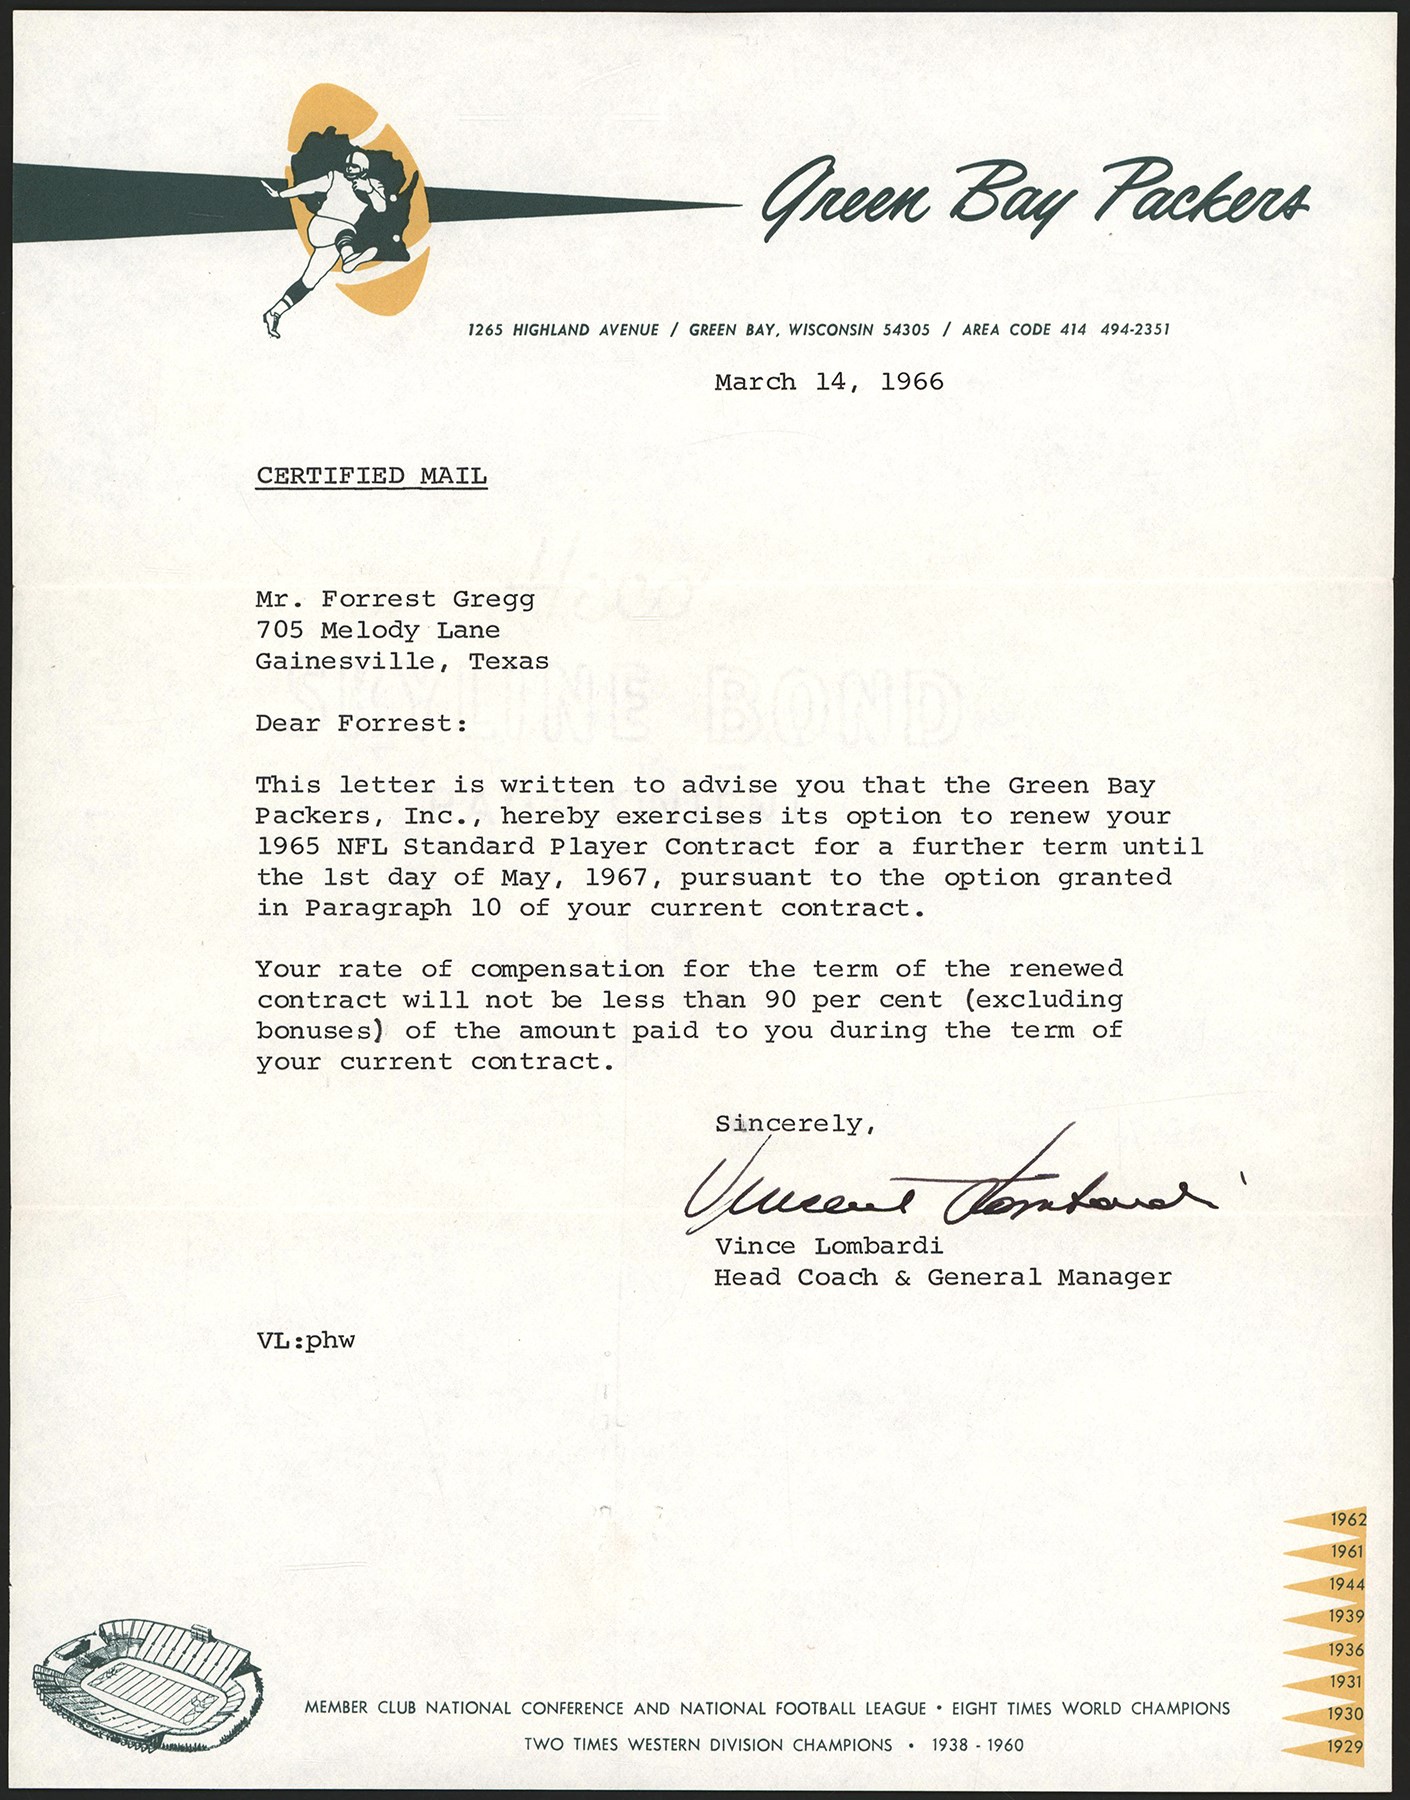 Green Bay Packers
1265 HIGHLAND AVENUE / GREEN BAY, WISCONSIN 54305 / AREA CODE 414 494-2351
March 14, 1966
CERTIFIED MAIL
Mr. Forrest Gregg
705 Melody Lane
Gainesville, Texas
SKYLINE BOND
Dear Forrest:
This letter is written to advise you that the Green Bay
Packers, Inc., hereby exercises its option to renew your
1965 NFL Standard Player Contract for a further term until
the 1st day of May, 1967, pursuant to the option granted
in Paragraph 10 of your current contract.
Your rate of compensation for the term of the renewed
contract will not be less than 90 per cent (excluding
bonuses) of the amount paid to you during the term of
your current contract.
Sincerely,
Vincent Lombardi
Vince Lombardi
Head Coach & General Manager
VL:phw
1962
1961
1944
1939
1936
1931
1930
1929
MEMBER CLUB NATIONAL CONFERENCE AND NATIONAL FOOTBALL LEAGUE • EIGHT TIMES WORLD CHAMPIONS
TWO TIMES WESTERN DIVISION CHAMPIONS • 1938 - 1960